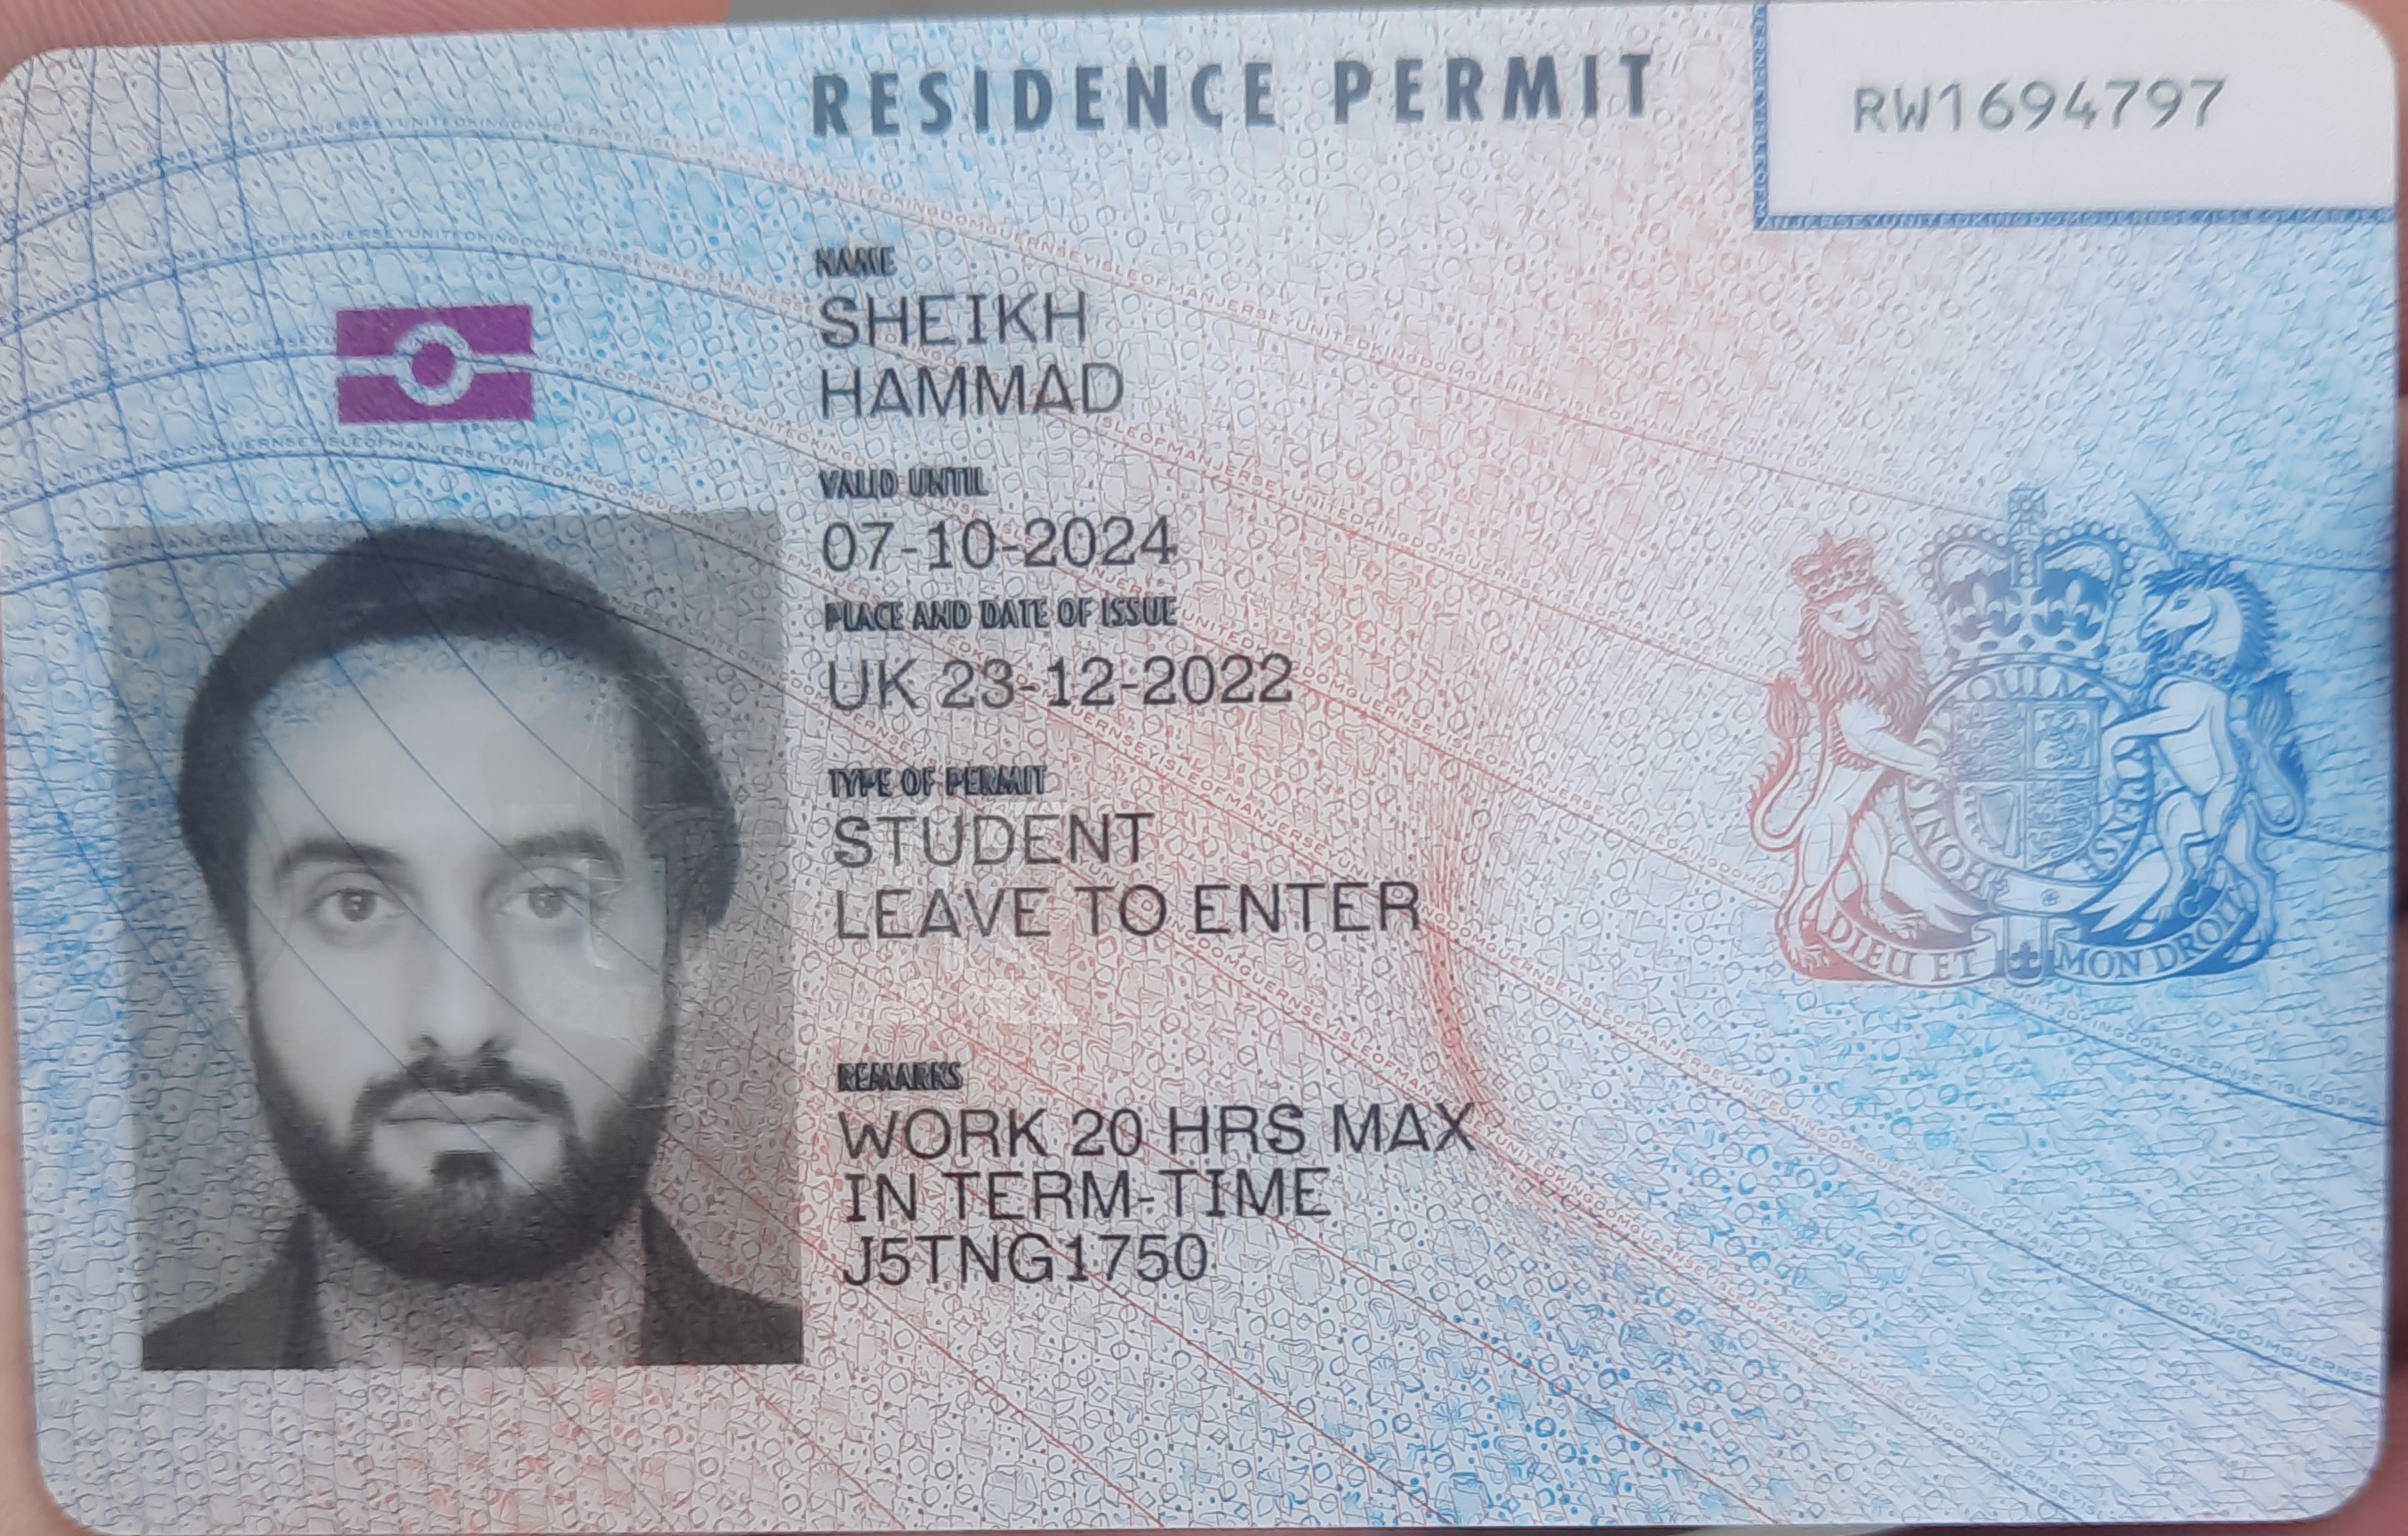 RESIDENCE PERMIT
RW1694797
NAME
SHEIKH
HAMMAD
VALID UNTIL
07-10-2024
PLACE AND DATE OF ISSUE
UK 23-12-2022
TYPE OF PERMIT
STUDENT
LEAVE TO ENTER
REMARKS
WORK 20 HRS MAX
IN TERM-TIME
J5TNG1750
DIEU ET MON DROIT